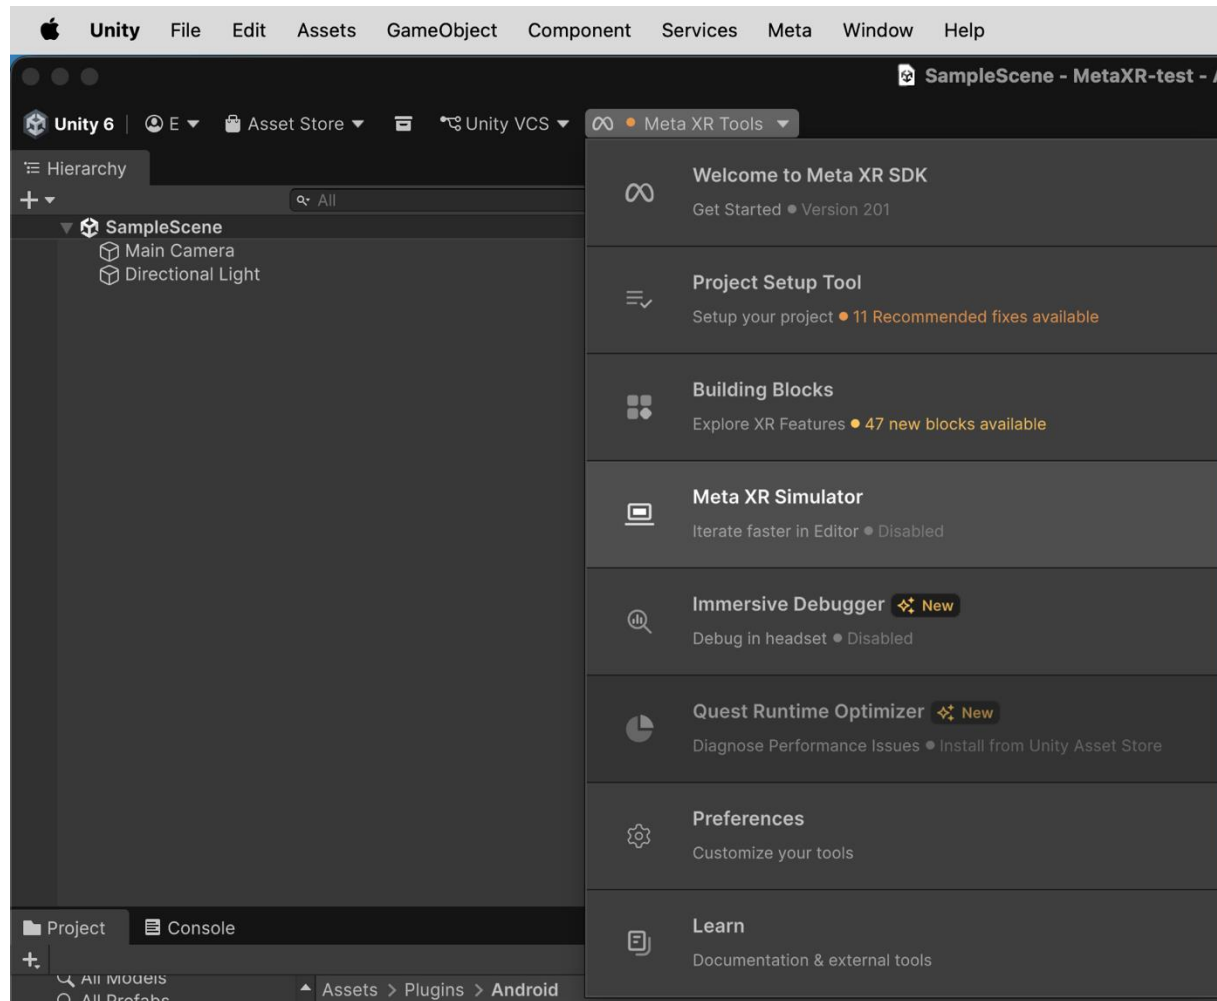 Unity File Edit Assets GameObject Component Services Meta Window Help
SampleScene - MetaXR-test -
Unity 6 E Asset Store Unity VCS Meta XR Tools
Hierarchy
All
SampleScene
Main Camera
Directional Light
Welcome to Meta XR SDK
Get Started • Version 201
Project Setup Tool
Setup your project • 11 Recommended fixes available
Building Blocks
Explore XR Features • 47 new blocks available
Meta XR Simulator
Iterate faster in Editor • Disabled
Immersive Debugger New
Debug in headset • Disabled
Quest Runtime Optimizer New
Diagnose Performance Issues • Install from Unity Asset Store
Preferences
Customize your tools
Learn
Documentation & external tools
Project Console
All Models
All Prefabs
Assets > Plugins > Android